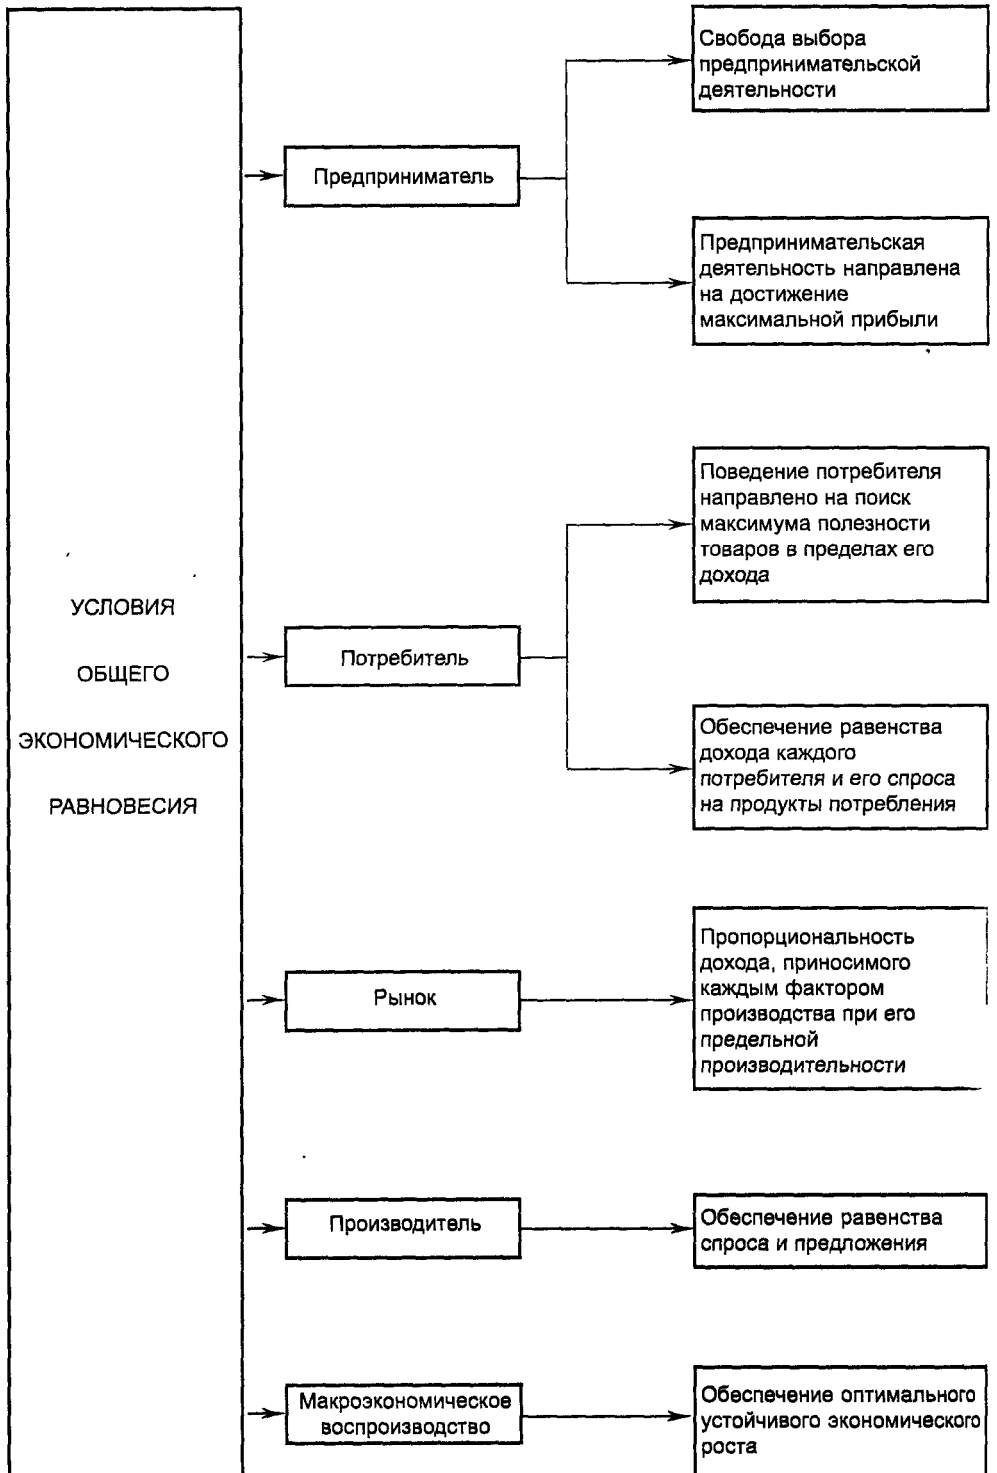 УСЛОВИЯ
ОБЩЕГО
ЭКОНОМИЧЕСКОГО
РАВНОВЕСИЯ
Предприниматель
Свобода выбора
предпринимательской
деятельности
Предпринимательская
деятельность направлена
на достижение
максимальной прибыли
Потребитель
Поведение потребителя
направлено на поиск
максимума полезности
товаров в пределах его
дохода
Обеспечение равенства
дохода каждого
потребителя и его спроса
на продукты потребления
Рынок
Пропорциональность
дохода, приносимого
каждым фактором
производства при его
предельной
производительности
Производитель
Обеспечение равенства
спроса и предложения
Макроэкономическое
воспроизводство
Обеспечение оптимального
устойчивого экономического
роста